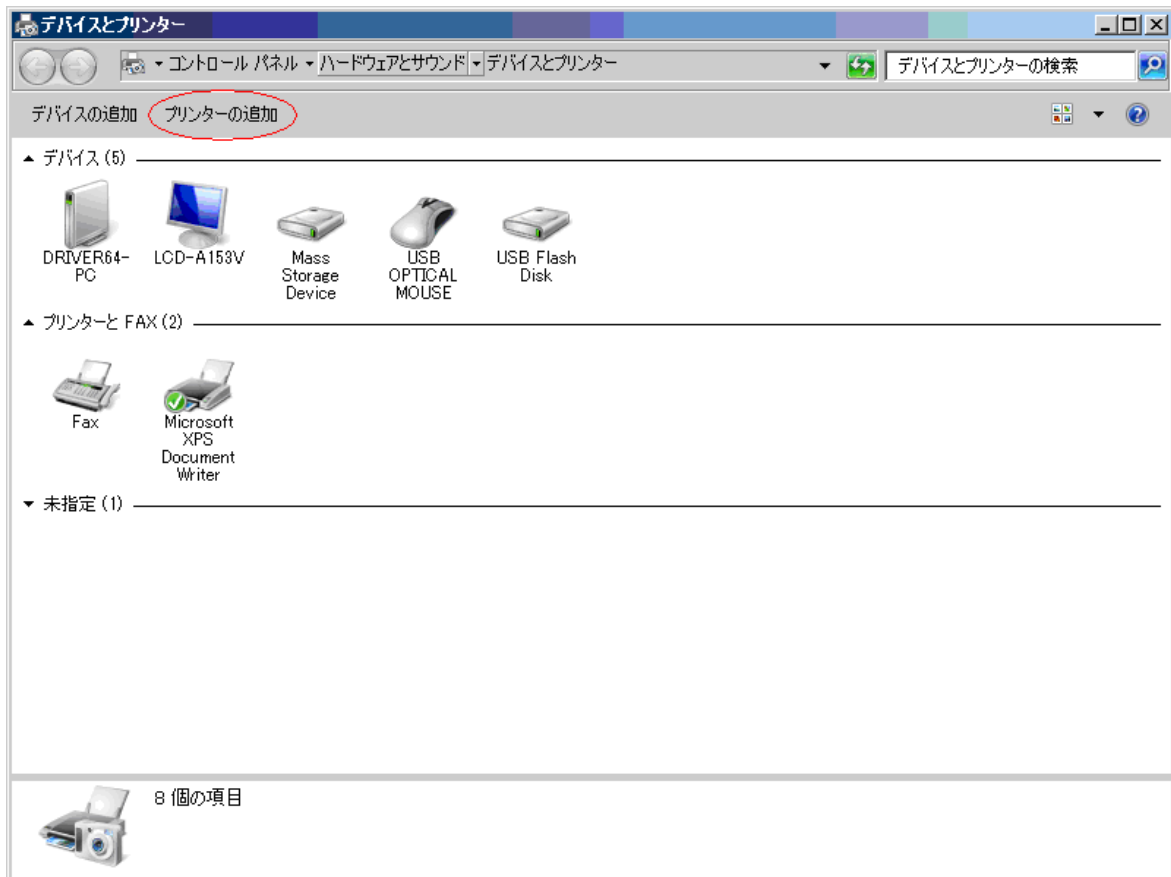 デバイスとプリンター
コントロール パネル ハードウェアとサウンド デバイスとプリンター
デバイスとプリンターの検索
デバイスの追加 プリンターの追加
デバイス (5)
DRIVER64-
PC
LCD-A153V
Mass
Storage
Device
USB
OPTICAL
MOUSE
USB Flash
Disk
プリンターと FAX (2)
Fax
Microsoft
XPS
Document
Writer
未指定 (1)
8 個の項目